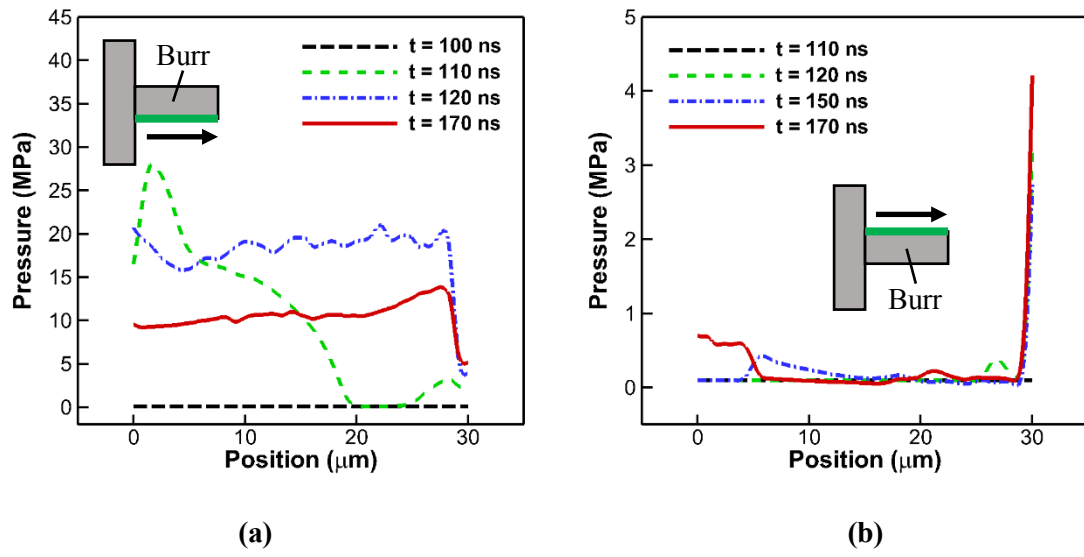 45
40
35
30
25
20
15
10
5
0
Pressure (MPa)
Burr
t = 100 ns
t = 110 ns
t = 120 ns
t = 170 ns
0 10 20 30
Position (μm)
(a)
5
4
3
2
1
0
Pressure (MPa)
t = 110 ns
t = 120 ns
t = 150 ns
t = 170 ns
Burr
0 10 20 30
Position (μm)
(b)